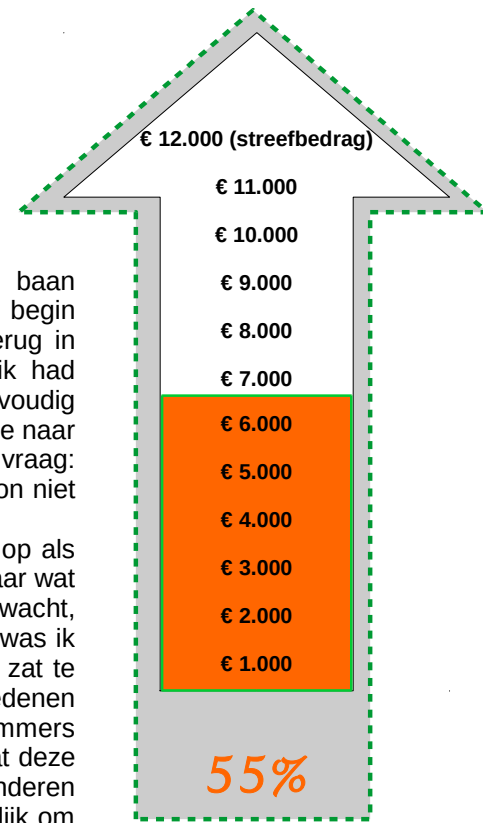 baan
begin
erug in
ik had
voudig
e naar
vraag:
on niet
op als
aar wat
wacht,
was ik
zat te
edenen
mmers
at deze
nderen
lijk om
€ 12.000 (streefbedrag)
€ 11.000
€ 10.000
€ 9.000
€ 8.000
€ 7.000
€ 6.000
€ 5.000
€ 4.000
€ 3.000
€ 2.000
€ 1.000
55%